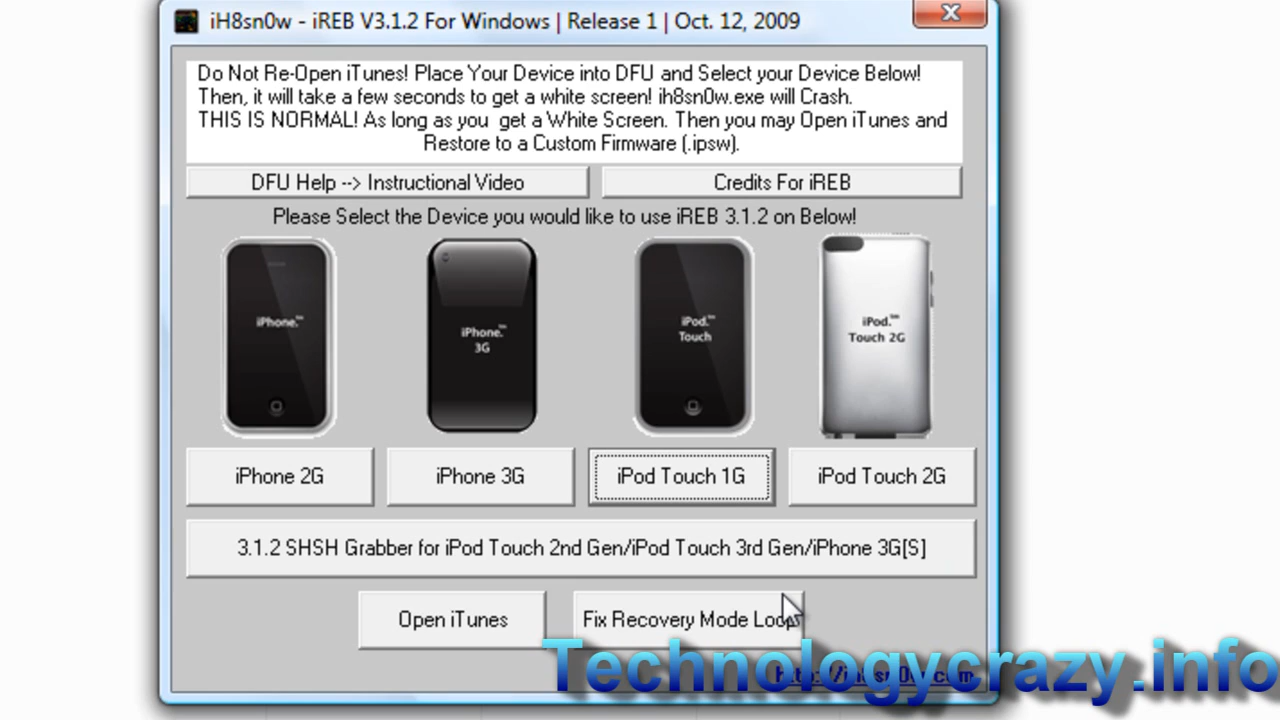 iH8sn0w - iREB V3.1.2 For Windows | Release 1 | Oct. 12, 2009
Do Not Re-Open iTunes! Place Your Device into DFU and Select your Device Below!
Then, it will take a few seconds to get a white screen! ih8sn0w.exe will Crash.
THIS IS NORMAL! As long as you get a White Screen. Then you may Open iTunes and
Restore to a Custom Firmware (.ipsw).
DFU Help --> Instructional Video
Credits For iREB
Please Select the Device you would like to use iREB 3.1.2 on Below!
iPhone.™
iPhone.™
3G
iPod.™
Touch
iPod.™
Touch 2G
iPhone 2G
iPhone 3G
iPod Touch 1G
iPod Touch 2G
3.1.2 SHSH Grabber for iPod Touch 2nd Gen/iPod Touch 3rd Gen/iPhone 3G[S]
Open iTunes
Fix Recovery Mode Loop
Technologycrazy.info